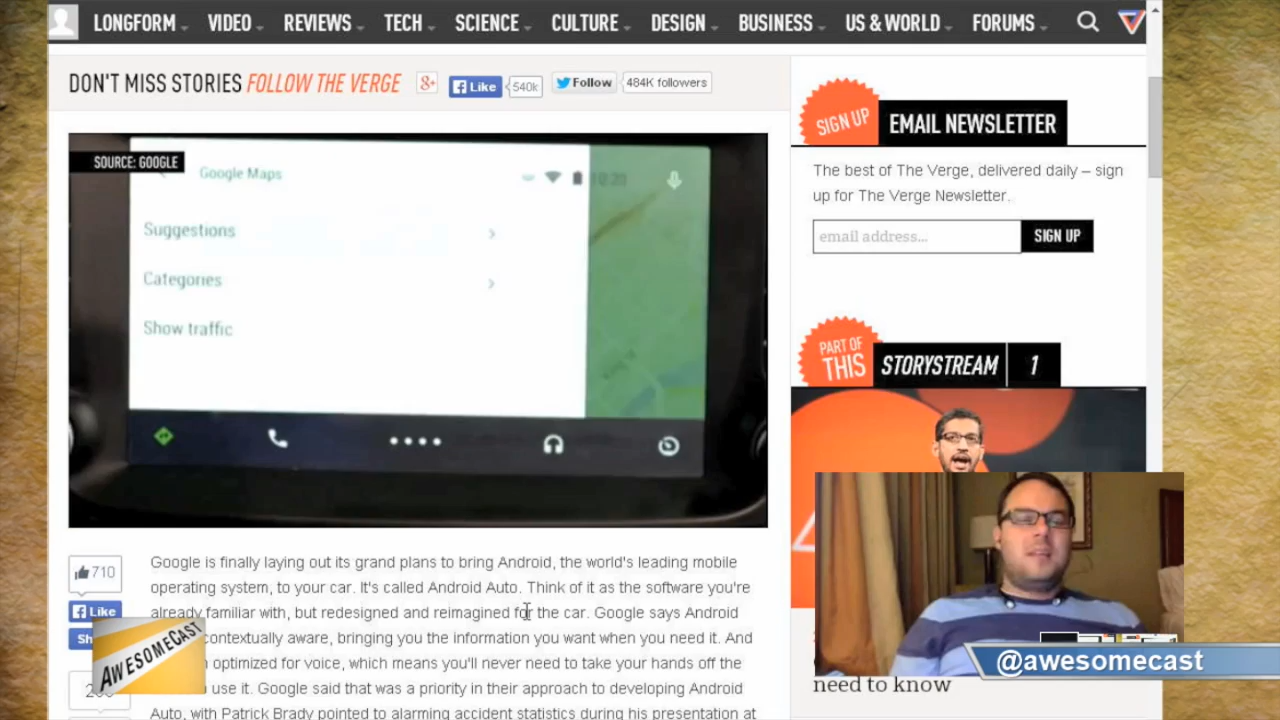 LONGFORM VIDEO REVIEWS TECH SCIENCE CULTURE DESIGN BUSINESS US & WORLD FORUMS
DON'T MISS STORIES FOLLOW THE VERGE
Like 540k Follow 484K followers
SOURCE: GOOGLE
Google Maps
Suggestions
Categories
Show traffic
710
Like
Google is finally laying out its grand plans to bring Android, the world's leading mobile
operating system, to your car. It's called Android Auto. Think of it as the software you're
already familiar with, but redesigned and reimagined for the car. Google says Android
contextually aware, bringing you the information you want when you need it. And
optimized for voice, which means you'll never need to take your hands off the
use it. Google said that was a priority in their approach to developing Android
Auto, with Patrick Brady pointed to alarming accident statistics during his presentation at
SIGN UP EMAIL NEWSLETTER
The best of The Verge, delivered daily – sign
up for The Verge Newsletter.
email address... SIGN UP
PART OF
THIS STORYSTREAM 1
need to know
AWESOMECAST
@awesomecast